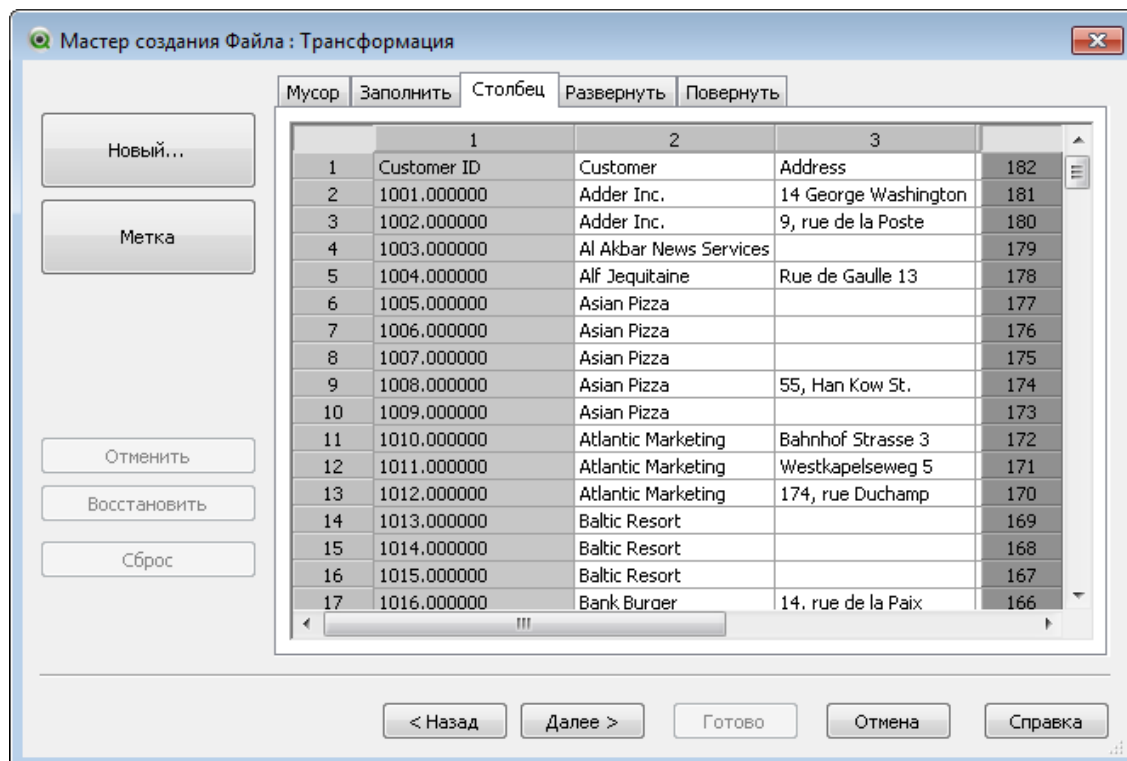 Мастер создания Файла : Трансформация
Мусор Заполнить Столбец Развернуть Повернуть
Новый...
Метка
Отменить
Восстановить
Сброс
1 2 3
1 Customer ID Customer Address 182
2 1001.000000 Adder Inc. 14 George Washington 181
3 1002.000000 Adder Inc. 9, rue de la Poste 180
4 1003.000000 Al Akbar News Services 179
5 1004.000000 Alf Jequitaine Rue de Gaulle 13 178
6 1005.000000 Asian Pizza 177
7 1006.000000 Asian Pizza 176
8 1007.000000 Asian Pizza 175
9 1008.000000 Asian Pizza 55, Han Kow St. 174
10 1009.000000 Asian Pizza 173
11 1010.000000 Atlantic Marketing Bahnhof Strasse 3 172
12 1011.000000 Atlantic Marketing Westkapelseweg 5 171
13 1012.000000 Atlantic Marketing 174, rue Duchamp 170
14 1013.000000 Baltic Resort 169
15 1014.000000 Baltic Resort 168
16 1015.000000 Baltic Resort 167
17 1016.000000 Bank Burger 14, rue de la Paix 166
< Назад Далее > Готово Отмена Справка